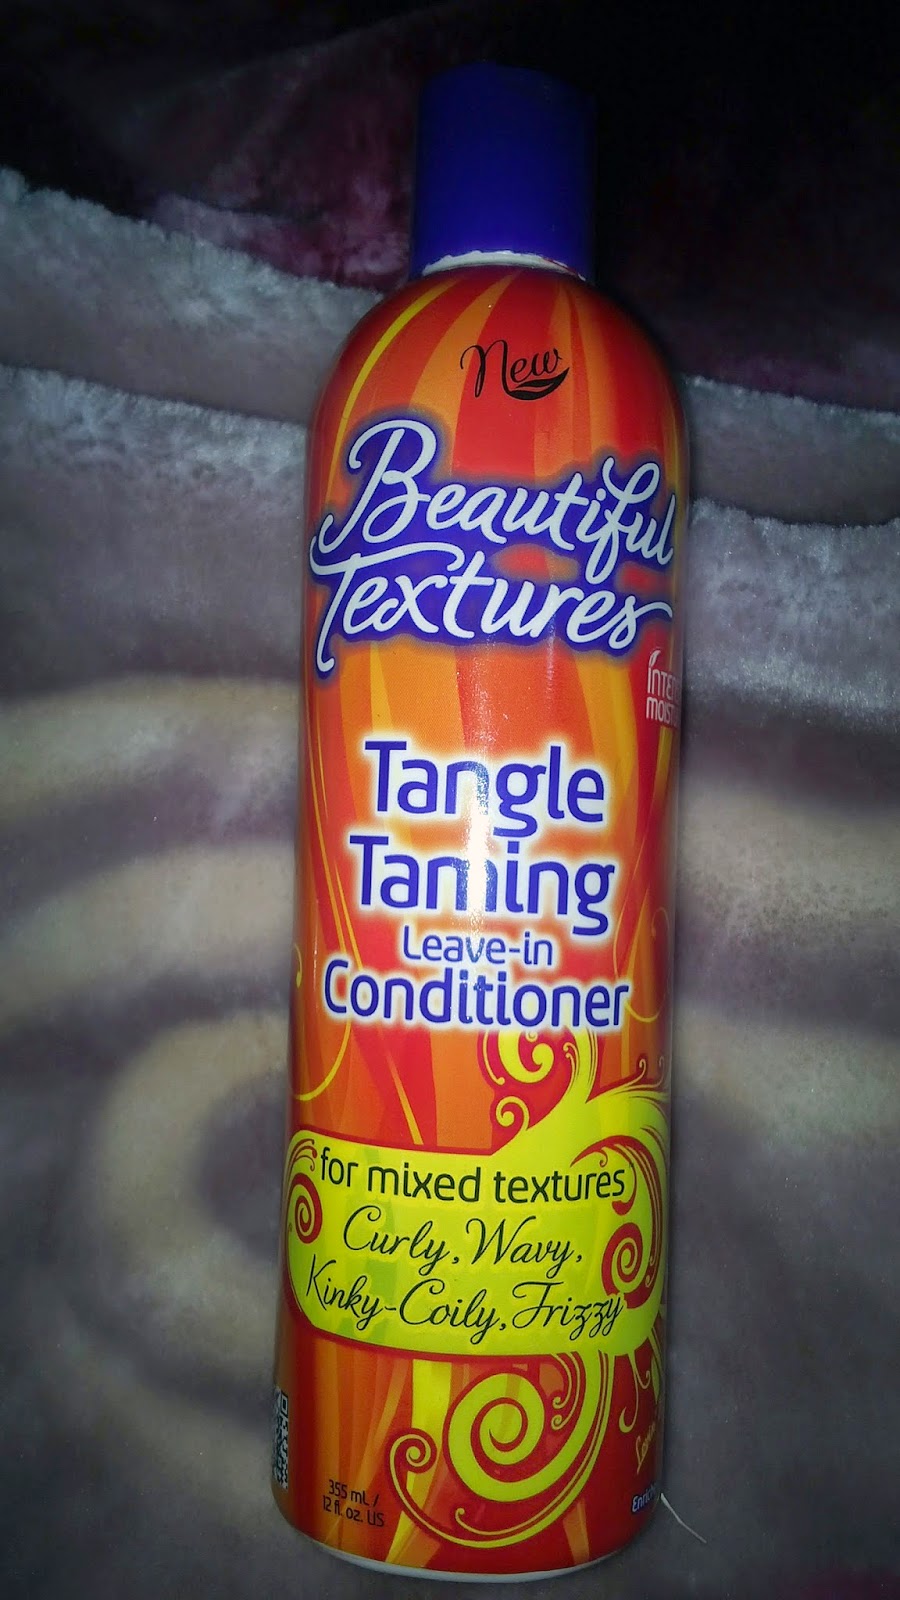 New
Beautiful
Textures
Tangle
Taming
Leave-in
Conditioner
for mixed textures
Curly, Wavy,
Kinky-Coily, Frizzy
355 mL /
12 fl. oz. US